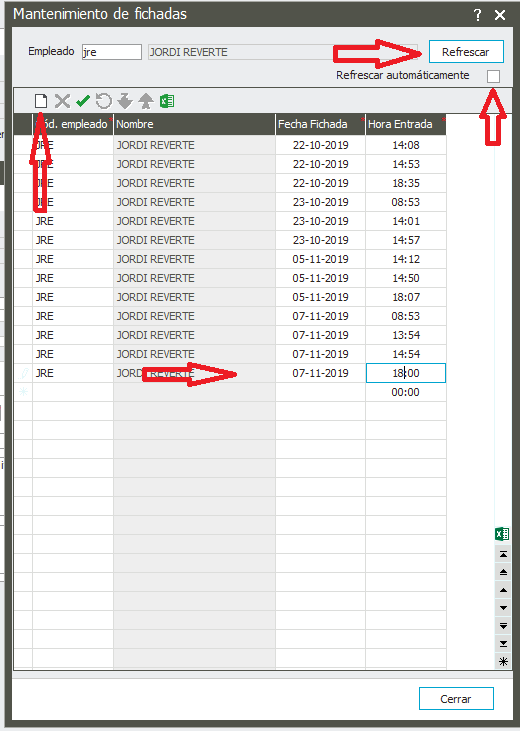 Mantenimiento de fichadas ? ×
Empleado jre JORDI REVERTE Refrescar
Refrescar automáticamente
ód. empleado Nombre Fecha Fichada Hora Entrada
JRE JORDI REVERTE 22-10-2019 14:08
JRE JORDI REVERTE 22-10-2019 14:53
JRE JORDI REVERTE 22-10-2019 18:35
JRE JORDI REVERTE 23-10-2019 08:53
JRE JORDI REVERTE 23-10-2019 14:01
JRE JORDI REVERTE 23-10-2019 14:57
JRE JORDI REVERTE 05-11-2019 14:12
JRE JORDI REVERTE 05-11-2019 14:50
JRE JORDI REVERTE 05-11-2019 18:07
JRE JORDI REVERTE 07-11-2019 08:53
JRE JORDI REVERTE 07-11-2019 13:54
JRE JORDI REVERTE 07-11-2019 14:54
JRE JORDI REVERTE 07-11-2019 18:00
00:00
Cerrar